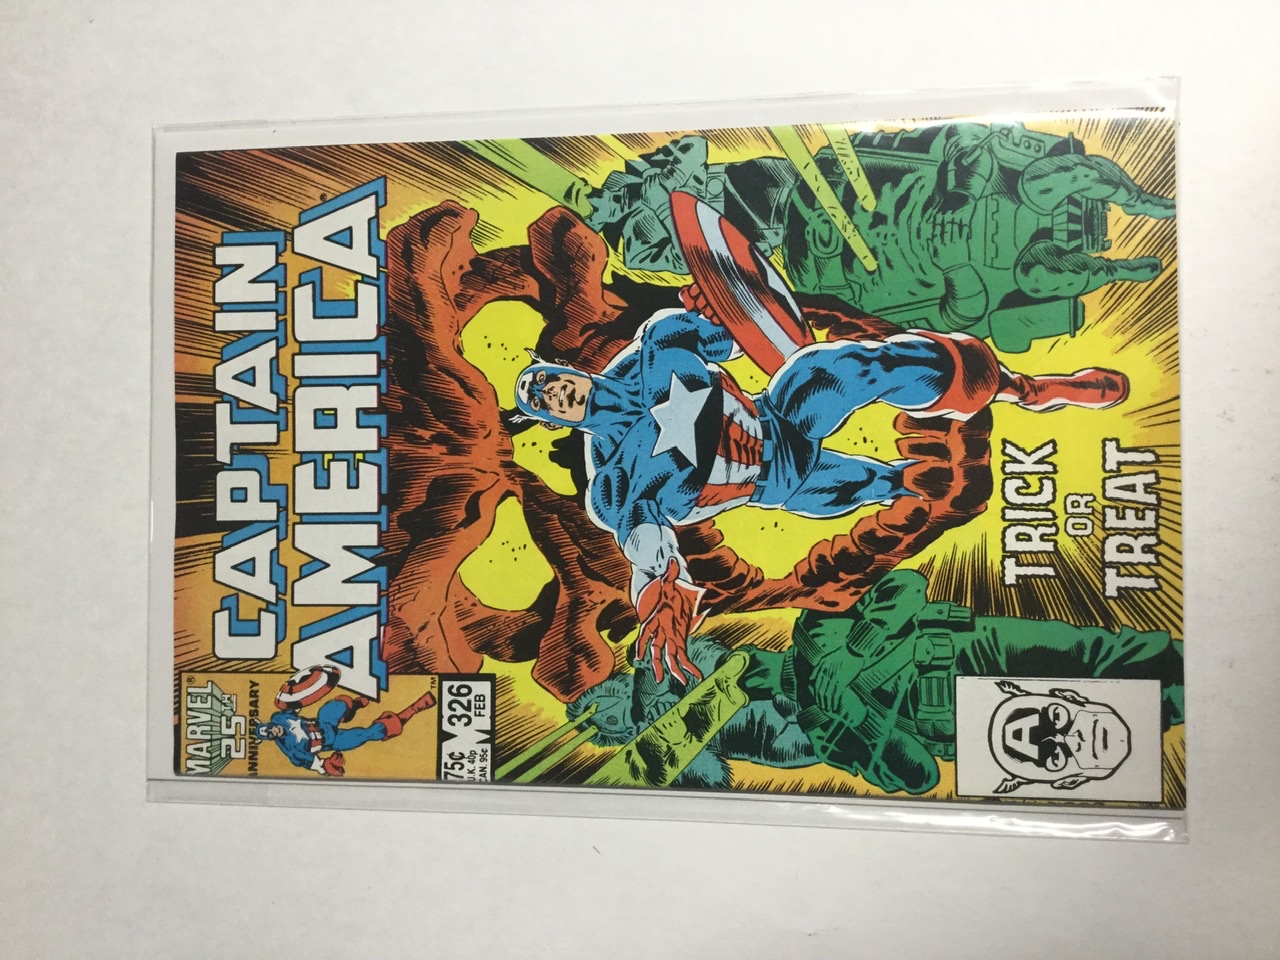 MARVEL®
25TH
ANNIVERSARY
CAPTAIN
AMERICA®
TM
75¢
U.K. 40p
CAN. 95¢
326
FEB
TRICK
OR
TREAT
A